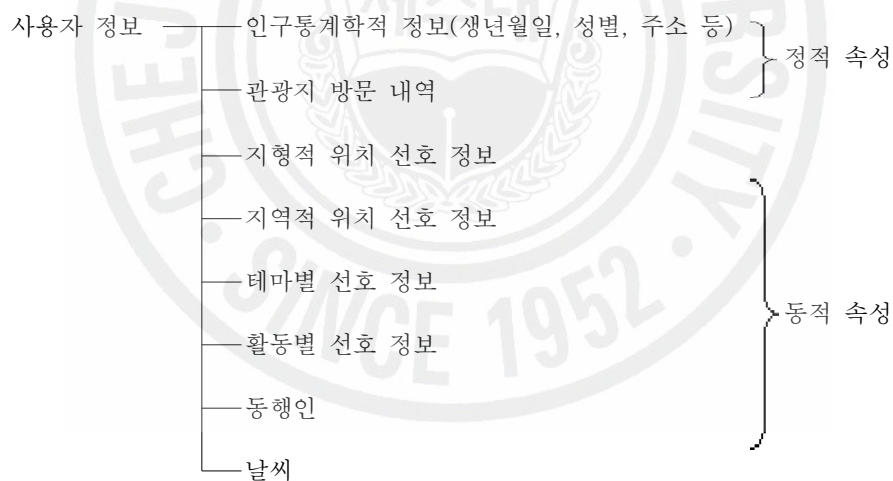 사용자 정보 인구통계학적 정보(생년월일, 성별, 주소 등)
정적 속성
관광지 방문 내역
지형적 위치 선호 정보
지역적 위치 선호 정보
테마별 선호 정보
동적 속성
활동별 선호 정보
동행인
날씨
SINCE 1952